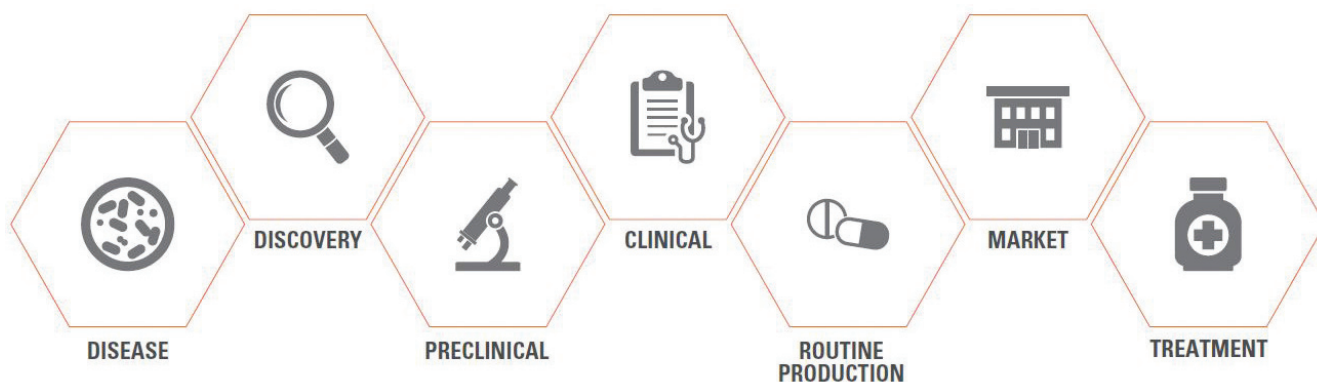 DISEASE
DISCOVERY
PRECLINICAL
CLINICAL
ROUTINE
PRODUCTION
MARKET
TREATMENT